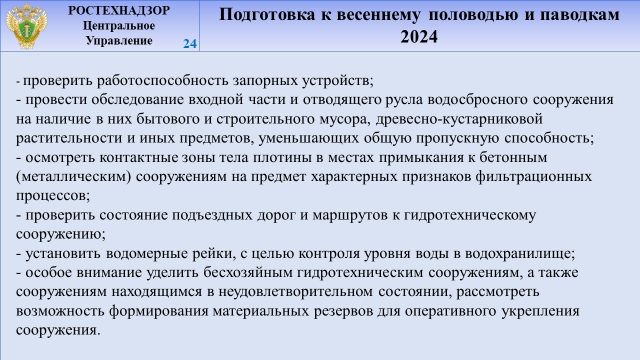 РОСТЕХНАДЗОР
Центральное
Управление
24
Подготовка к весеннему половодью и паводкам
2024
- проверить работоспособность запорных устройств;
- провести обследование входной части и отводящего русла водосбросного сооружения
на наличие в них бытового и строительного мусора, древесно-кустарниковой
растительности и иных предметов, уменьшающих общую пропускную способность;
- осмотреть контактные зоны тела плотины в местах примыкания к бетонным
(металлическим) сооружениям на предмет характерных признаков фильтрационных
процессов;
- проверить состояние подъездных дорог и маршрутов к гидротехническому
сооружению;
- установить водомерные рейки, с целью контроля уровня воды в водохранилище;
- особое внимание уделить бесхозяйным гидротехническим сооружениям, а также
сооружениям находящимся в неудовлетворительном состоянии, рассмотреть
возможность формирования материальных резервов для оперативного укрепления
сооружения.